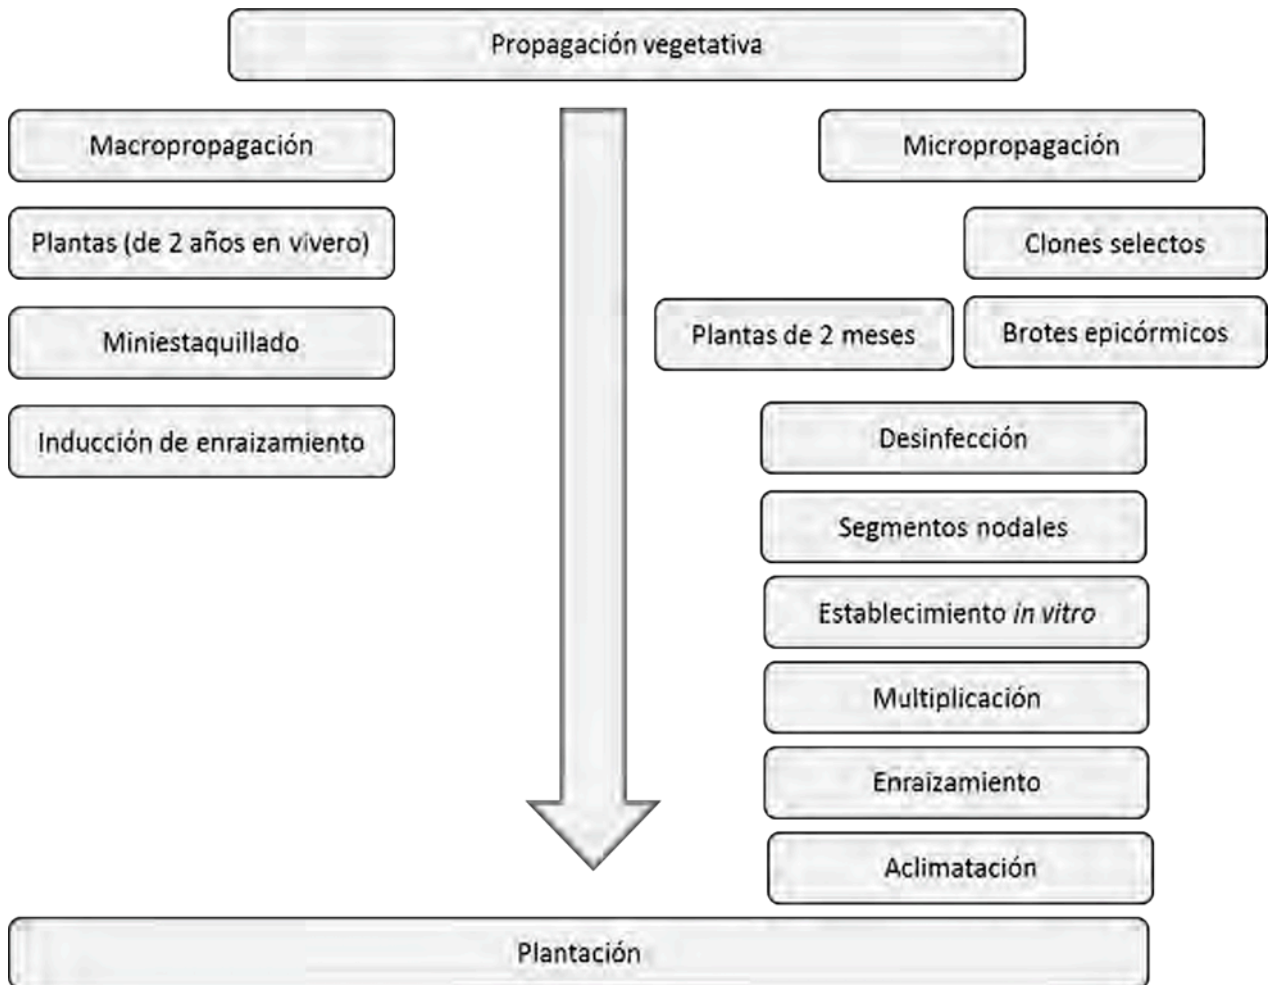 Propagación vegetativa
Macropropagación
Plantas (de 2 años en vivero)
Miniestaquillado
Inducción de enraizamiento
Micropropagación
Clones selectos
Plantas de 2 meses
Brotes epicórmicos
Desinfección
Segmentos nodales
Establecimiento in vitro
Multiplicación
Enraizamiento
Aclimatación
Plantación